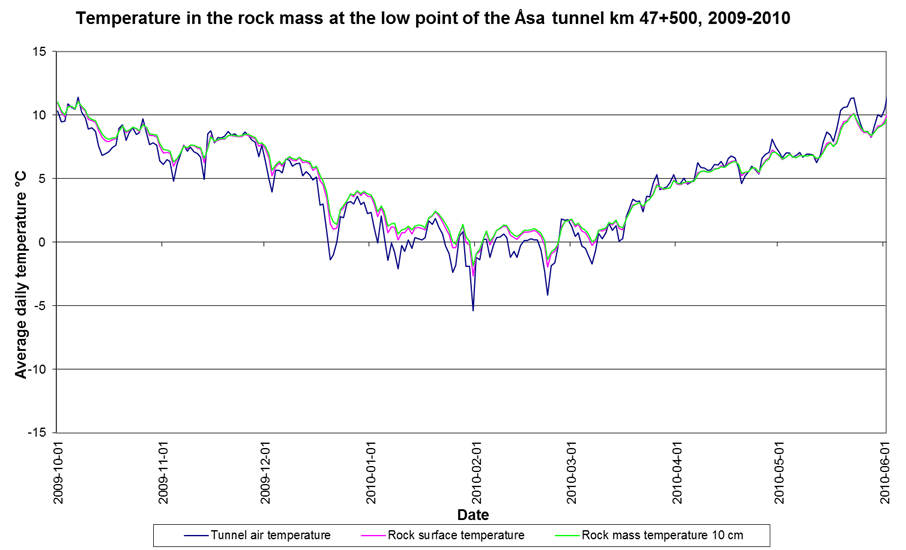 Temperature in the rock mass at the low point of the Åsa tunnel km 47+500, 2009-2010
15
10
5
0
-5
-10
-15
Average daily temperature °C
2009-10-01
2009-11-01
2009-12-01
2010-01-01
2010-02-01
2010-03-01
2010-04-01
2010-05-01
2010-06-01
Date
Tunnel air temperature
Rock surface temperature
Rock mass temperature 10 cm